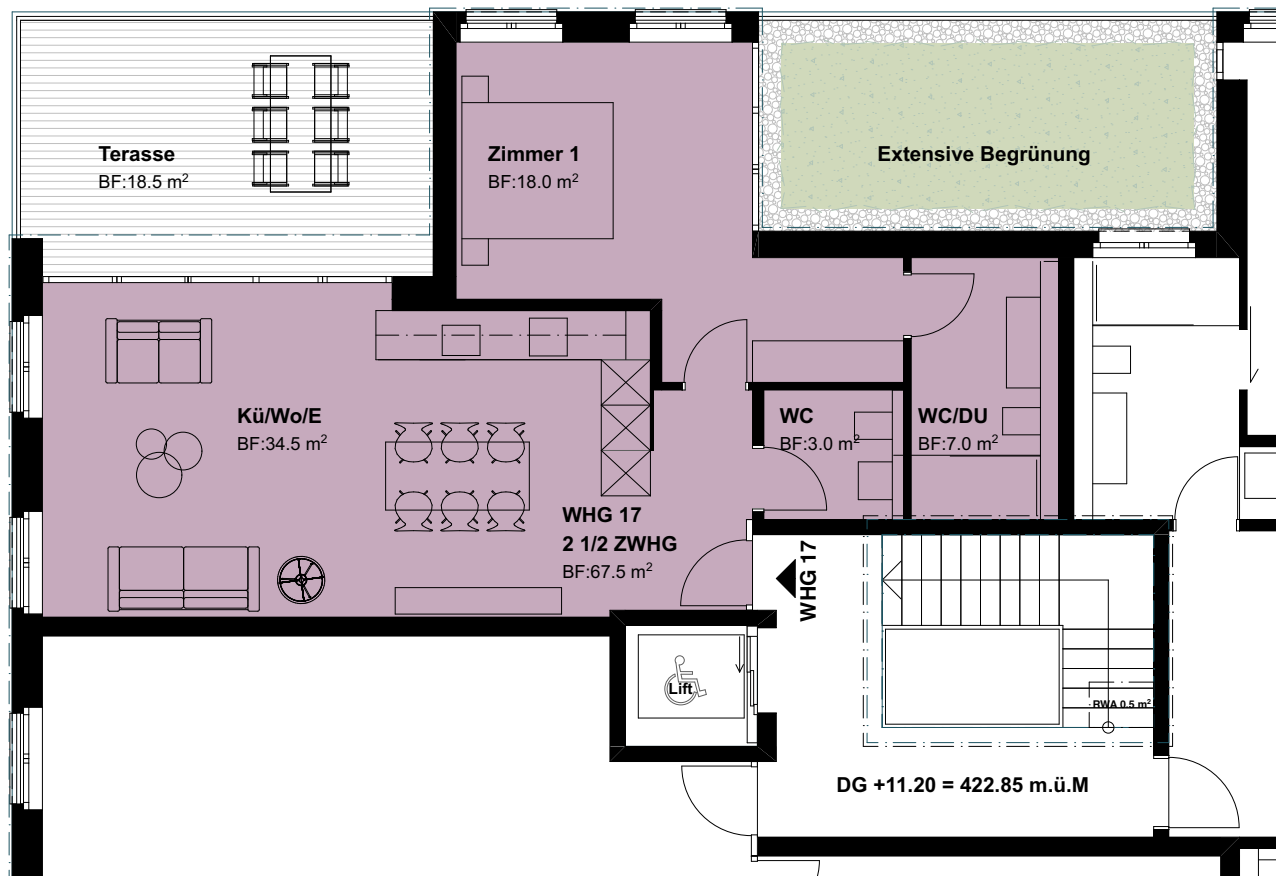 Terasse
BF:18.5 m²
Zimmer 1
BF:18.0 m²
Extensive Begrünung
Kü/Wo/E
BF:34.5 m²
WC
BF:3.0 m²
WC/DU
BF:7.0 m²
WHG 17
2 1/2 ZWHG
BF:67.5 m²
WHG 17
Lift
RWA 0.5 m²
DG +11.20 = 422.85 m.ü.M